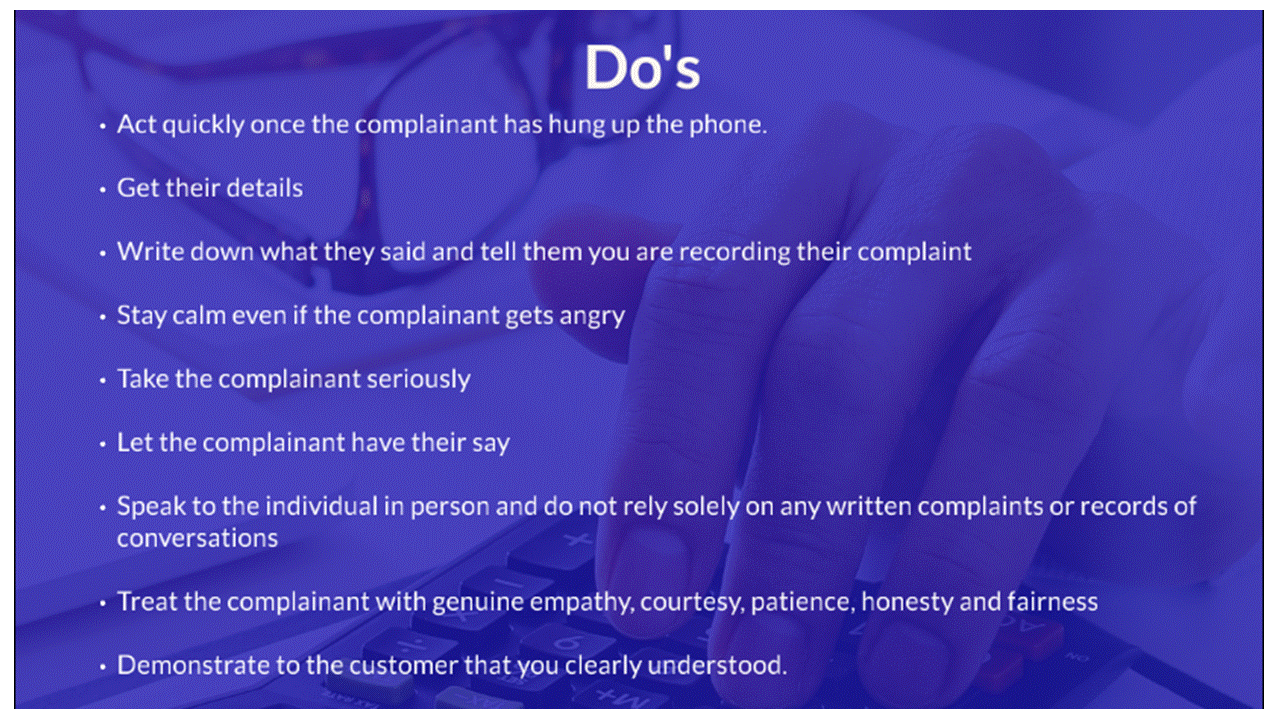 Do's
• Act quickly once the complainant has hung up the phone.
• Get their details
• Write down what they said and tell them you are recording their complaint
• Stay calm even if the complainant gets angry
• Take the complainant seriously
• Let the complainant have their say
• Speak to the individual in person and do not rely solely on any written complaints or records of
conversations
• Treat the complainant with genuine empathy, courtesy, patience, honesty and fairness
• Demonstrate to the customer that you clearly understood.